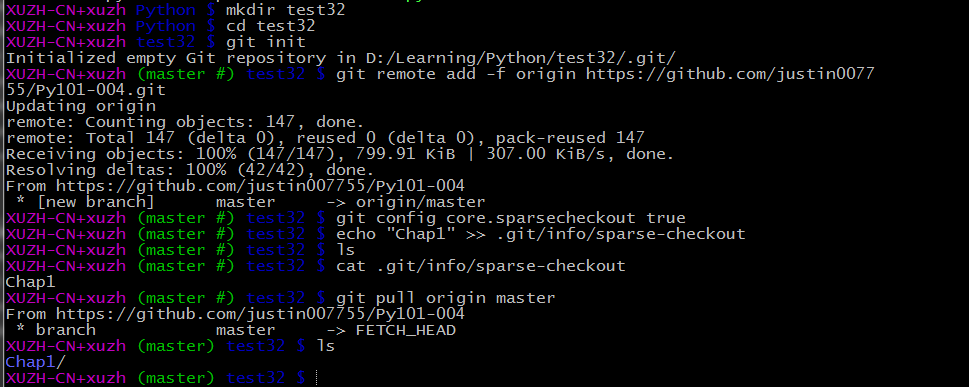 XUZH-CN+xuzh Python $ mkdir test32
XUZH-CN+xuzh Python $ cd test32
XUZH-CN+xuzh test32 $ git init
Initialized empty Git repository in D:/Learning/Python/test32/.git/
XUZH-CN+xuzh (master #) test32 $ git remote add -f origin https://github.com/justin0077
55/Py101-004.git
Updating origin
remote: Counting objects: 147, done.
remote: Total 147 (delta 0), reused 0 (delta 0), pack-reused 147
Receiving objects: 100% (147/147), 799.91 KiB | 307.00 KiB/s, done.
Resolving deltas: 100% (42/42), done.
From https://github.com/justin007755/Py101-004
 * [new branch]      master     -> origin/master
XUZH-CN+xuzh (master #) test32 $ git config core.sparsecheckout true
XUZH-CN+xuzh (master #) test32 $ echo "Chap1" >> .git/info/sparse-checkout
XUZH-CN+xuzh (master #) test32 $ ls
XUZH-CN+xuzh (master #) test32 $ cat .git/info/sparse-checkout
Chap1
XUZH-CN+xuzh (master #) test32 $ git pull origin master
From https://github.com/justin007755/Py101-004
 * branch            master     -> FETCH_HEAD
XUZH-CN+xuzh (master) test32 $ ls
Chap1/
XUZH-CN+xuzh (master) test32 $